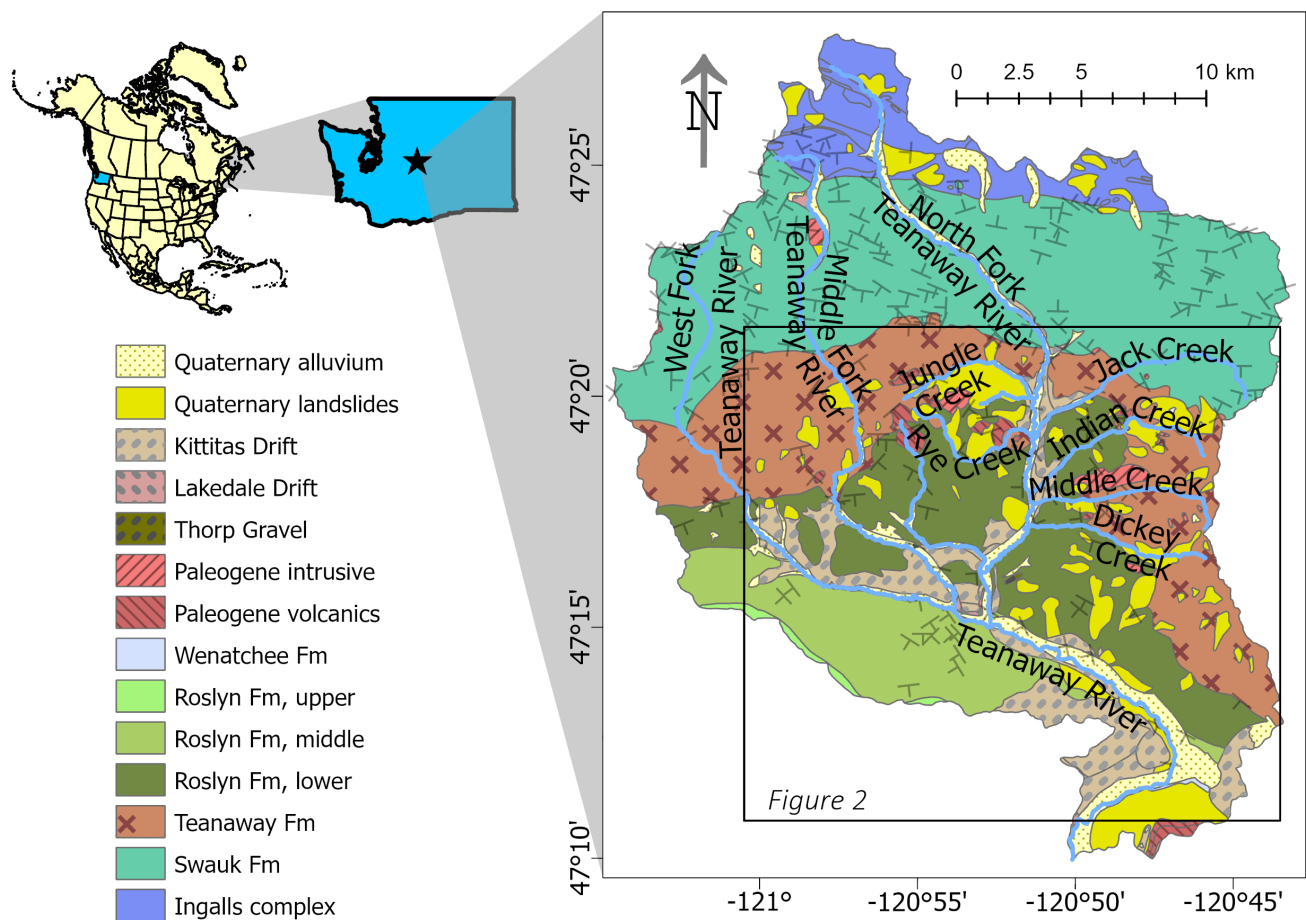 N
0 2.5 5 10 km
47°25'
47°20'
47°15'
47°10'
-121°
-120°55'
-120°50'
-120°45'
North Fork
Teanaway River
Middle Fork
Teanaway River
West Fork
Teanaway River
Jungle
Creek
Rye Creek
Jack Creek
Indian Creek
Middle Creek
Dickey
Creek
Teanaway River
Figure 2
Quaternary alluvium
Quaternary landslides
Kittitas Drift
Lakedale Drift
Thorp Gravel
Paleogene intrusive
Paleogene volcanics
Wenatchee Fm
Roslyn Fm, upper
Roslyn Fm, middle
Roslyn Fm, lower
Teanaway Fm
Swauk Fm
Ingalls complex